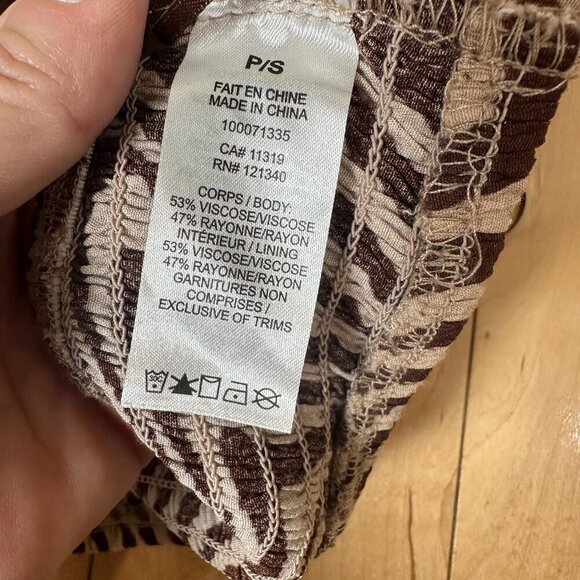 P/S
FAIT EN CHINE
MADE IN CHINA
100071335
CA# 11319
RN# 121340
CORPS / BODY:
53% VISCOSE/VISCOSE
47% RAYONNE/RAYON
INTÉRIEUR / LINING
53% VISCOSE/VISCOSE
47% RAYONNE/RAYON
GARNITURES NON
COMPRISES /
EXCLUSIVE OF TRIMS